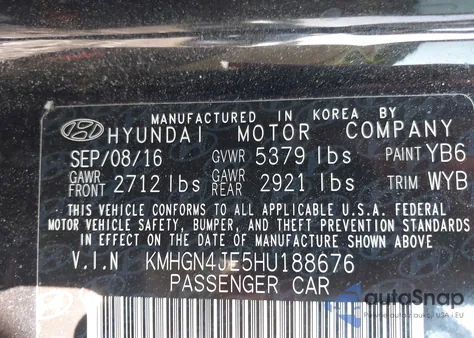 MANUFACTURED IN KOREA BY
HYUNDAI MOTOR COMPANY
SEP/08/16 GVWR 5379 lbs PAINT YB6
GAWR FRONT 2712 lbs GAWR REAR 2921 lbs TRIM WYB
THIS VEHICLE CONFORMS TO ALL APPLICABLE U.S.A. FEDERAL
MOTOR VEHICLE SAFETY, BUMPER, AND THEFT PREVENTION STANDARDS
IN EFFECT ON THE DATE OF MANUFACTURE SHOWN ABOVE.
V.I.N KMHGN4JE5HU188676
PASSENGER CAR
autoSnap